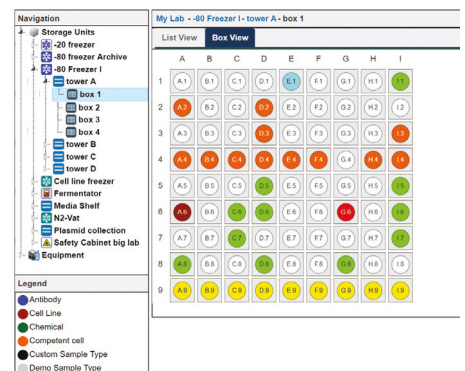 Navigation
Storage Units
-20 freezer
-80 freezer Archive
-80 Freezer I
tower A
box 1
box 2
box 3
box 4
tower B
tower C
tower D
Cell line freezer
Fermentator
Media Shelf
N2-Vat
Plasmid collection
Safety Cabinet big lab
Equipment
Legend
Antibody
Cell Line
Chemical
Competent cell
Custom Sample Type
Demo Sample Type
My Lab - -80 Freezer I - tower A - box 1
List View Box View
A B C D E F G H I
1 A.1 B.1 C.1 D.1 E.1 F.1 G.1 H.1 I.1
2 A.2 B.2 C.2 D.2 E.2 F.2 G.2 H.2 I.2
3 A.3 B.3 C.3 D.3 E.3 F.3 G.3 H.3 I.3
4 A.4 B.4 C.4 D.4 E.4 F.4 G.4 H.4 I.4
5 A.5 B.5 C.5 D.5 E.5 F.5 G.5 H.5 I.5
6 A.6 B.6 C.6 D.6 E.6 F.6 G.6 H.6 I.6
7 A.7 B.7 C.7 D.7 E.7 F.7 G.7 H.7 I.7
8 A.8 B.8 C.8 D.8 E.8 F.8 G.8 H.8 I.8
9 A.9 B.9 C.9 D.9 E.9 F.9 G.9 H.9 I.9